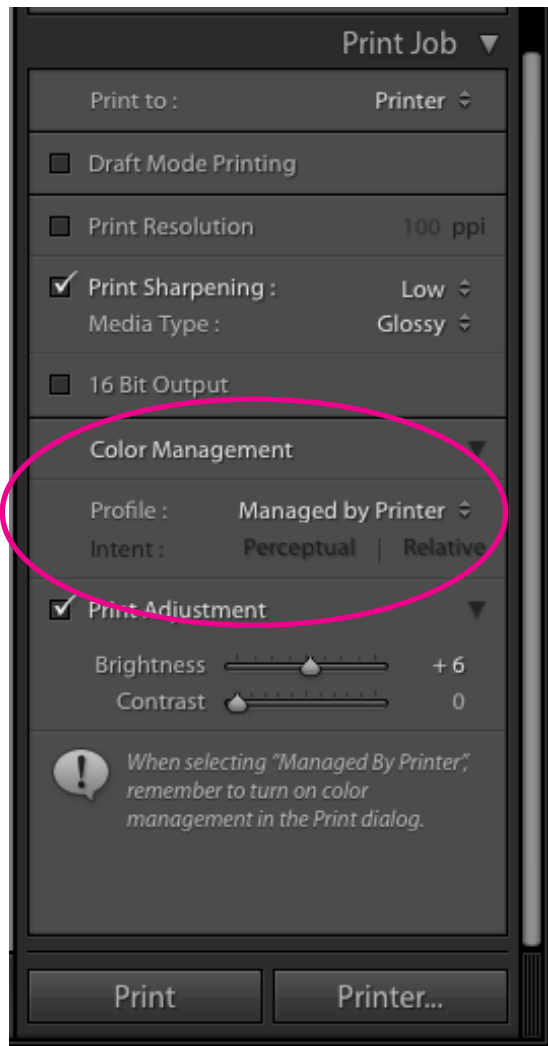 Print Job
Print to : Printer
Draft Mode Printing
Print Resolution 100 ppi
Print Sharpening : Low
Media Type : Glossy
16 Bit Output
Color Management
Profile : Managed by Printer
Intent : Perceptual | Relative
Print Adjustment
Brightness + 6
Contrast 0
When selecting “Managed By Printer”,
remember to turn on color
management in the Print dialog.
Print Printer...